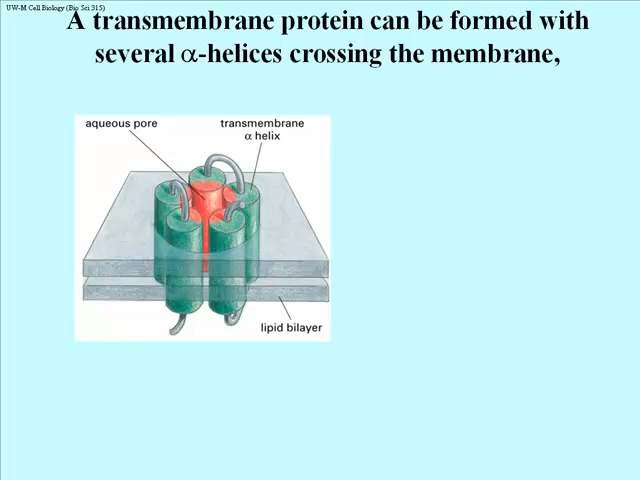 UW-M Cell Biology (Bio Sci 315)
A transmembrane protein can be formed with
several α-helices crossing the membrane,
aqueous pore
transmembrane
α helix
lipid bilayer